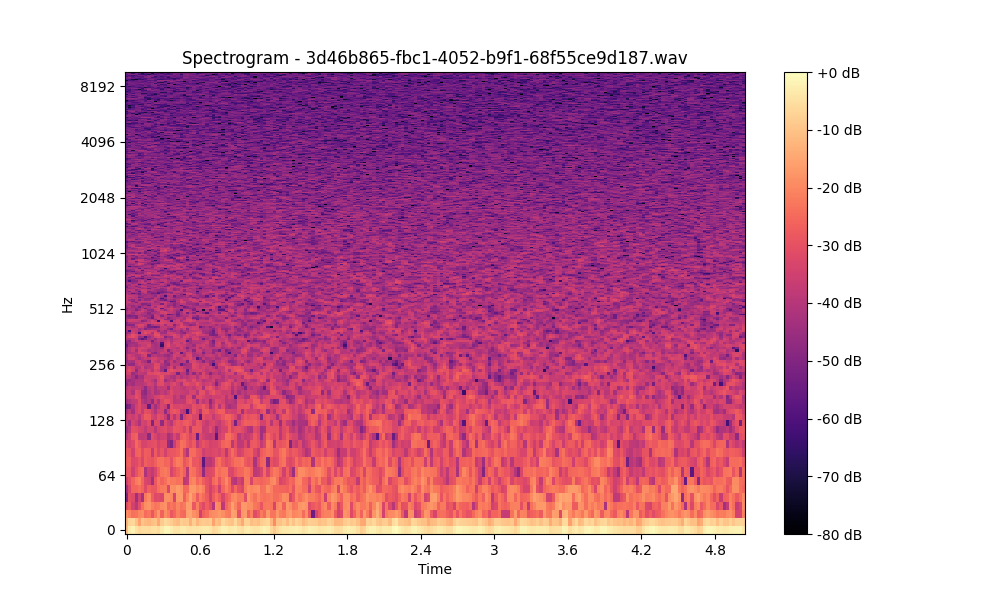 Spectrogram - 3d46b865-fbc1-4052-b9f1-68f55ce9d187.wav
8192
4096
2048
1024
512
256
128
64
0
Hz
0 0.6 1.2 1.8 2.4 3 3.6 4.2 4.8
Time
+0 dB
-10 dB
-20 dB
-30 dB
-40 dB
-50 dB
-60 dB
-70 dB
-80 dB